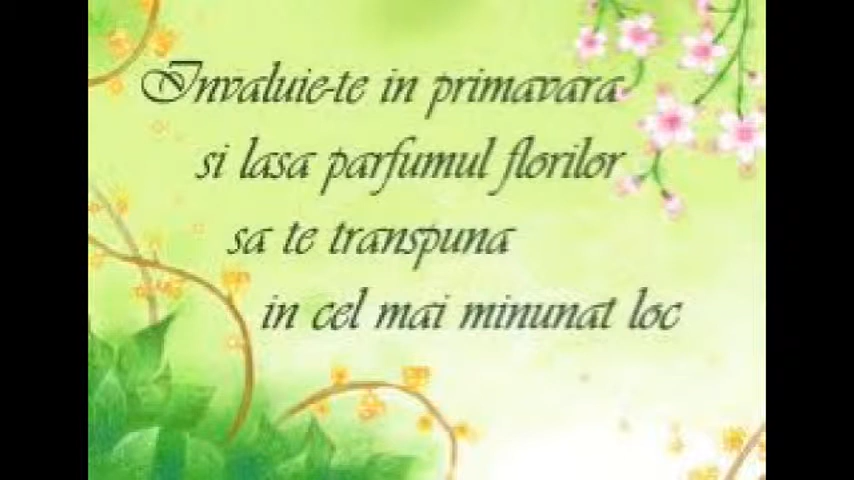 Invaluie-te in primavara
si lasa parfumul florilor
sa te transpuna
in cel mai minunat loc